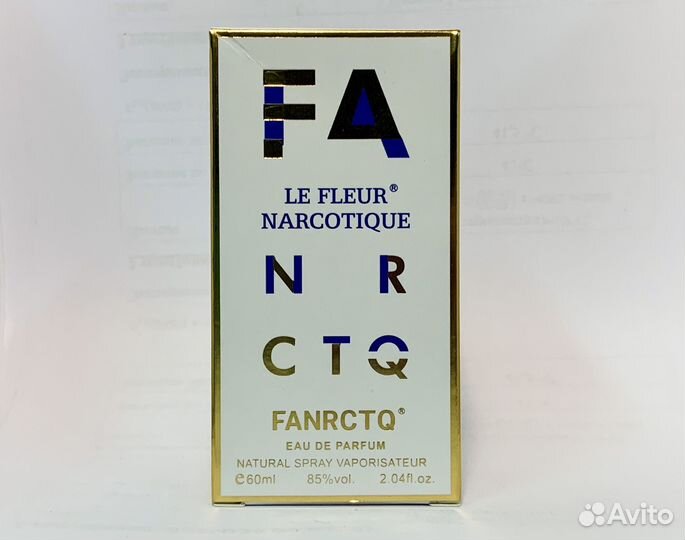 FA
LE FLEUR®
NARCOTIQUE
N R
C T Q
FANRCTQ®
EAU DE PARFUM
NATURAL SPRAY VAPORISATEUR
℮60ml 85%vol. 2.04fl.oz.
Avito